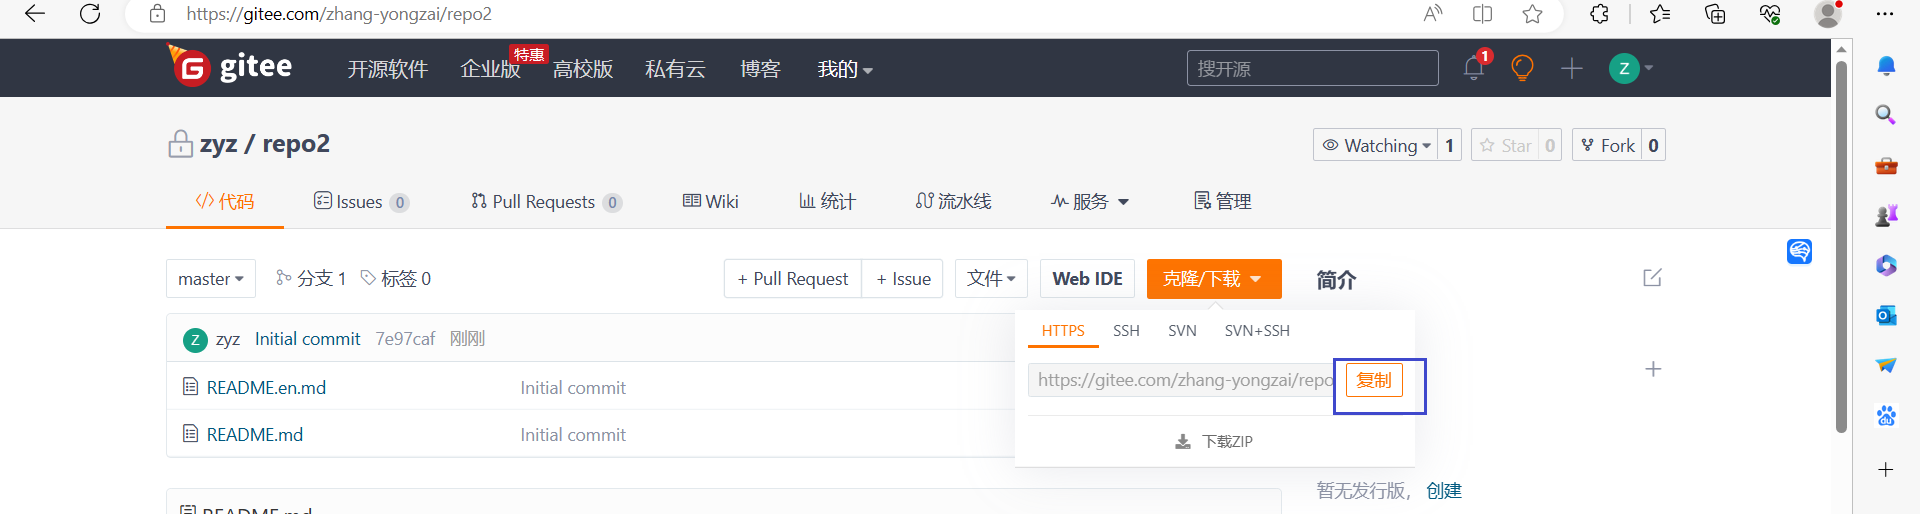 https://gitee.com/zhang-yongzai/repo2
gitee 开源软件 企业版 特惠 高校版 私有云 博客 我的 搜开源 1 Z
zyz / repo2 Watching 1 Star 0 Fork 0
代码 Issues 0 Pull Requests 0 Wiki 统计 流水线 服务 管理
master 分支 1 标签 0 + Pull Request + Issue 文件 Web IDE 克隆/下载 简介
HTTPS SSH SVN SVN+SSH
Z zyz Initial commit 7e97caf 刚刚
https://gitee.com/zhang-yongzai/repo 复制
README.en.md Initial commit
README.md Initial commit
下载ZIP
暂无发行版， 创建
README.md